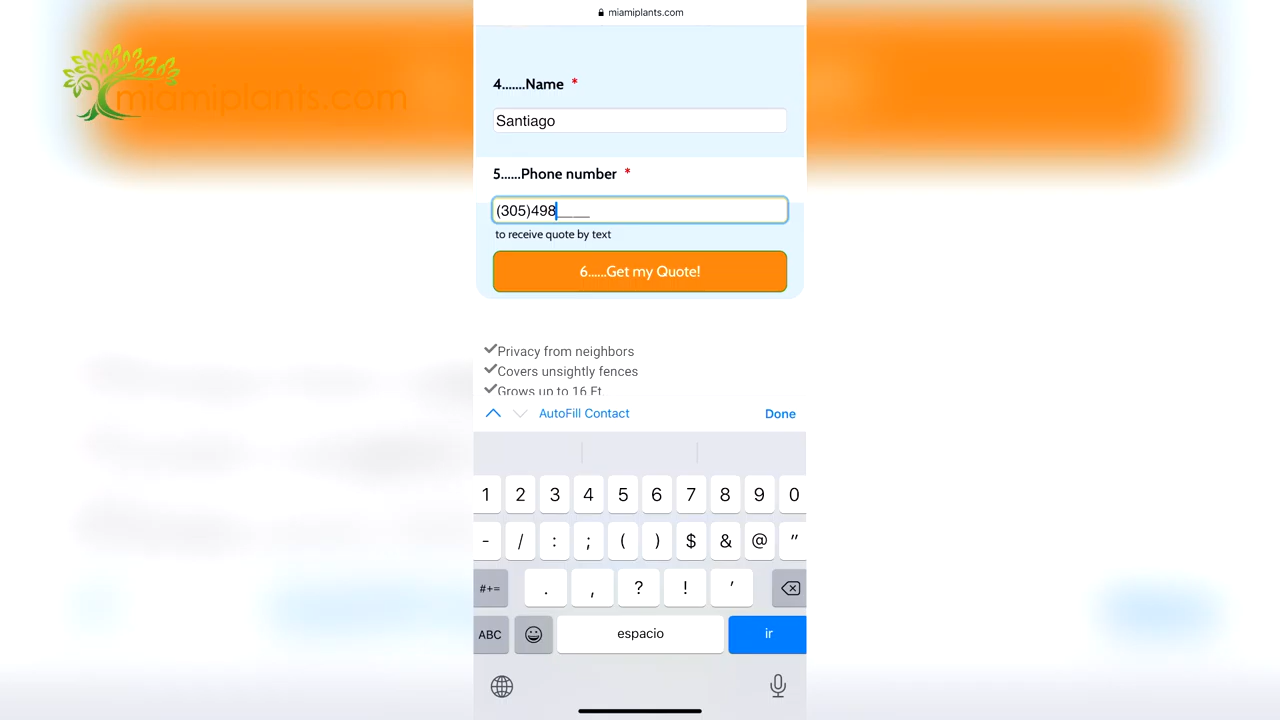 miamiplants.com
miamiplants.com
4.......Name *
Santiago
5......Phone number *
(305)498____
to receive quote by text
6......Get my Quote!
Privacy from neighbors
Covers unsightly fences
Grows up to 16 Ft.
AutoFill Contact Done
1 2 3 4 5 6 7 8 9 0
- / : ; ( ) $ & @ "
#+= . , ? ! '
ABC espacio ir